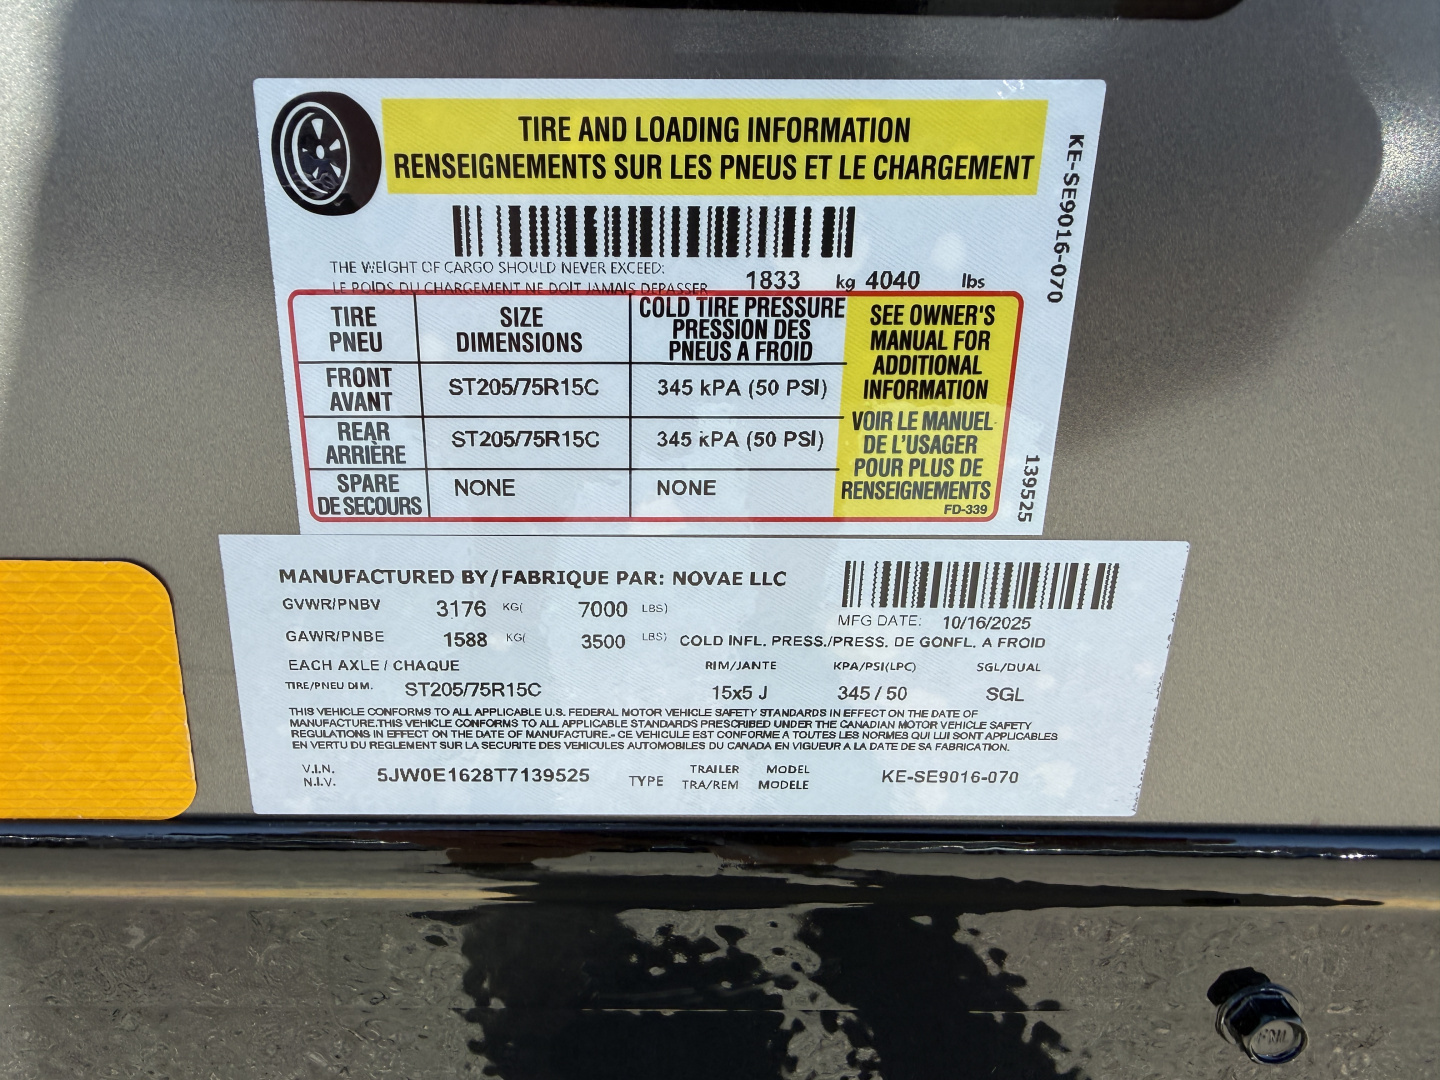 TIRE AND LOADING INFORMATION
RENSEIGNEMENTS SUR LES PNEUS ET LE CHARGEMENT
KE-SE9016-070
THE WEIGHT OF CARGO SHOULD NEVER EXCEED:
LE POIDS DU CHARGEMENT NE DOIT JAMAIS DEPASSER
1833 kg 4040 lbs
TIRE PNEU
SIZE DIMENSIONS
COLD TIRE PRESSURE
PRESSION DES
PNEUS A FROID
FRONT AVANT
ST205/75R15C
345 kPA (50 PSI)
REAR ARRIÈRE
ST205/75R15C
345 kPA (50 PSI)
SPARE DE SECOURS
NONE
NONE
SEE OWNER'S
MANUAL FOR
ADDITIONAL
INFORMATION
VOIR LE MANUEL
DE L'USAGER
POUR PLUS DE
RENSEIGNEMENTS
FD-339
139525
MANUFACTURED BY/FABRIQUE PAR: NOVAE LLC
GVWR/PNBV 3176 KG( 7000 LBS)
MFG DATE: 10/16/2025
GAWR/PNBE 1588 KG( 3500 LBS) COLD INFL. PRESS./PRESS. DE GONFL. A FROID
EACH AXLE / CHAQUE RIM/JANTE KPA/PSI(LPC) SGL/DUAL
TIRE/PNEU DIM. ST205/75R15C 15x5 J 345 / 50 SGL
THIS VEHICLE CONFORMS TO ALL APPLICABLE U.S. FEDERAL MOTOR VEHICLE SAFETY STANDARDS IN EFFECT ON THE DATE OF
MANUFACTURE.THIS VEHICLE CONFORMS TO ALL APPLICABLE STANDARDS PRESCRIBED UNDER THE CANADIAN MOTOR VEHICLE SAFETY
REGULATIONS IN EFFECT ON THE DATE OF MANUFACTURE.- CE VEHICULE EST CONFORME A TOUTES LES NORMES QUI LUI SONT APPLICABLES
EN VERTU DU REGLEMENT SUR LA SECURITE DES VEHICULES AUTOMOBILES DU CANADA EN VIGUEUR A LA DATE DE SA FABRICATION.
V.I.N. 5JW0E1628T7139525 TYPE TRAILER MODEL KE-SE9016-070
N.I.V. TRA/REM MODELE